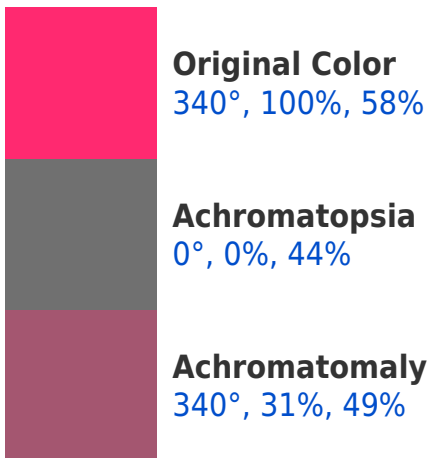 Original Color
340°, 100%, 58%
Achromatopsia
0°, 0%, 44%
Achromatomaly
340°, 31%, 49%